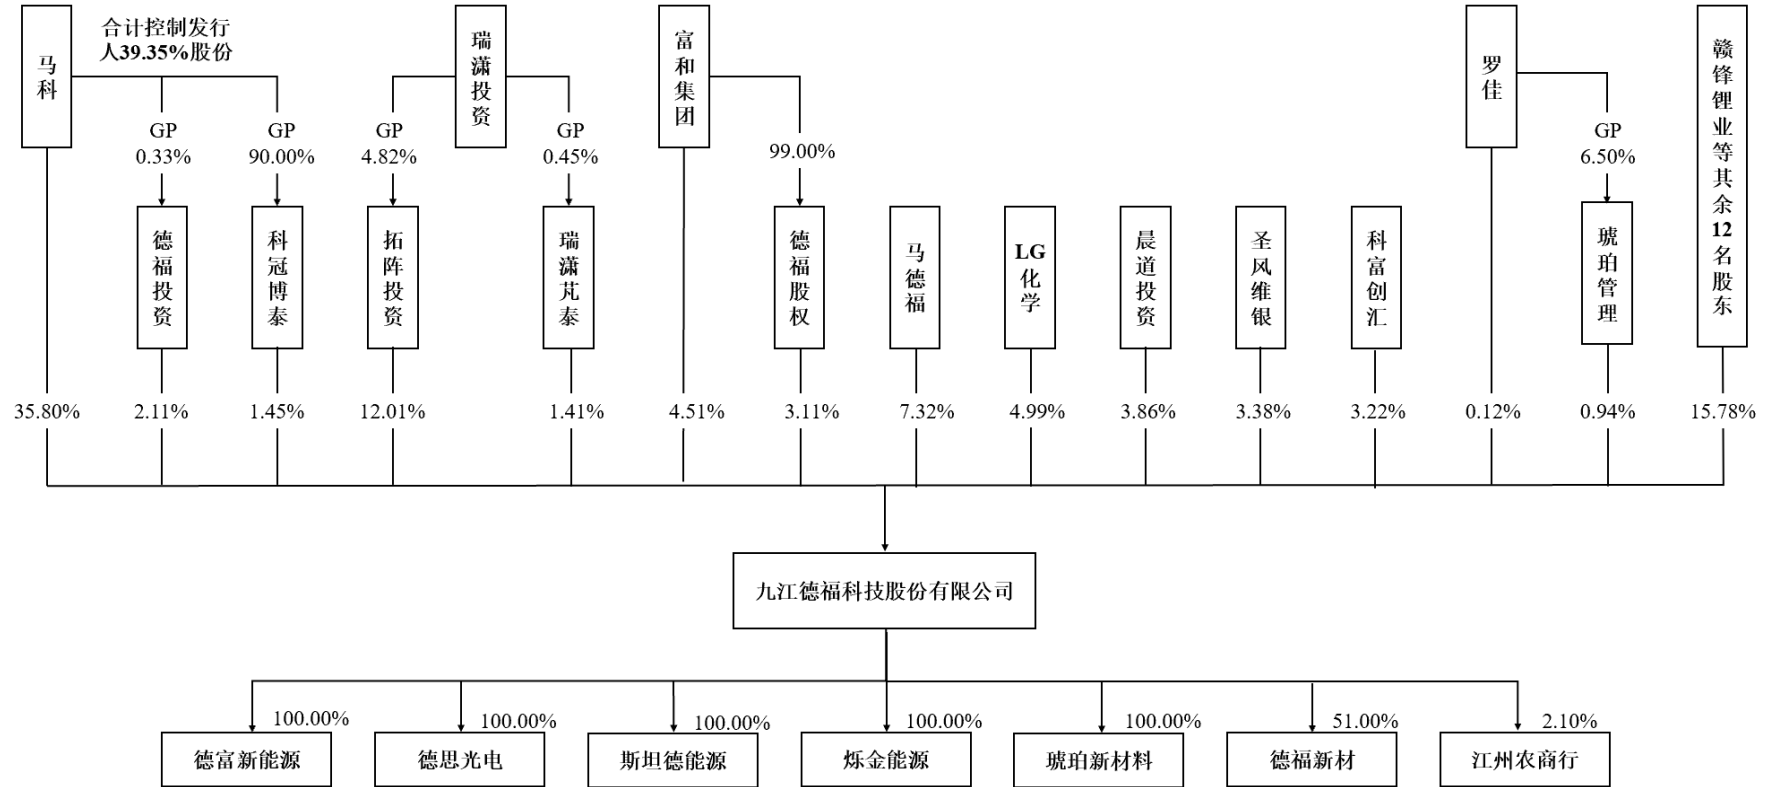 马科
合计控制发行
人39.35%股份
瑞潇投资
富和集团
罗佳
赣锋锂业等其余12名股东
GP
0.33%
GP
90.00%
GP
4.82%
GP
0.45%
99.00%
GP
6.50%
德福投资
科冠博泰
拓阵投资
瑞潇芃泰
德福股权
马德福
LG化学
晨道投资
圣风维银
科富创汇
琥珀管理
35.80%
2.11%
1.45%
12.01%
1.41%
4.51%
3.11%
7.32%
4.99%
3.86%
3.38%
3.22%
0.12%
0.94%
15.78%
九江德福科技股份有限公司
100.00%
100.00%
100.00%
100.00%
100.00%
51.00%
2.10%
德富新能源
德思光电
斯坦德能源
烁金能源
琥珀新材料
德福新材
江州农商行